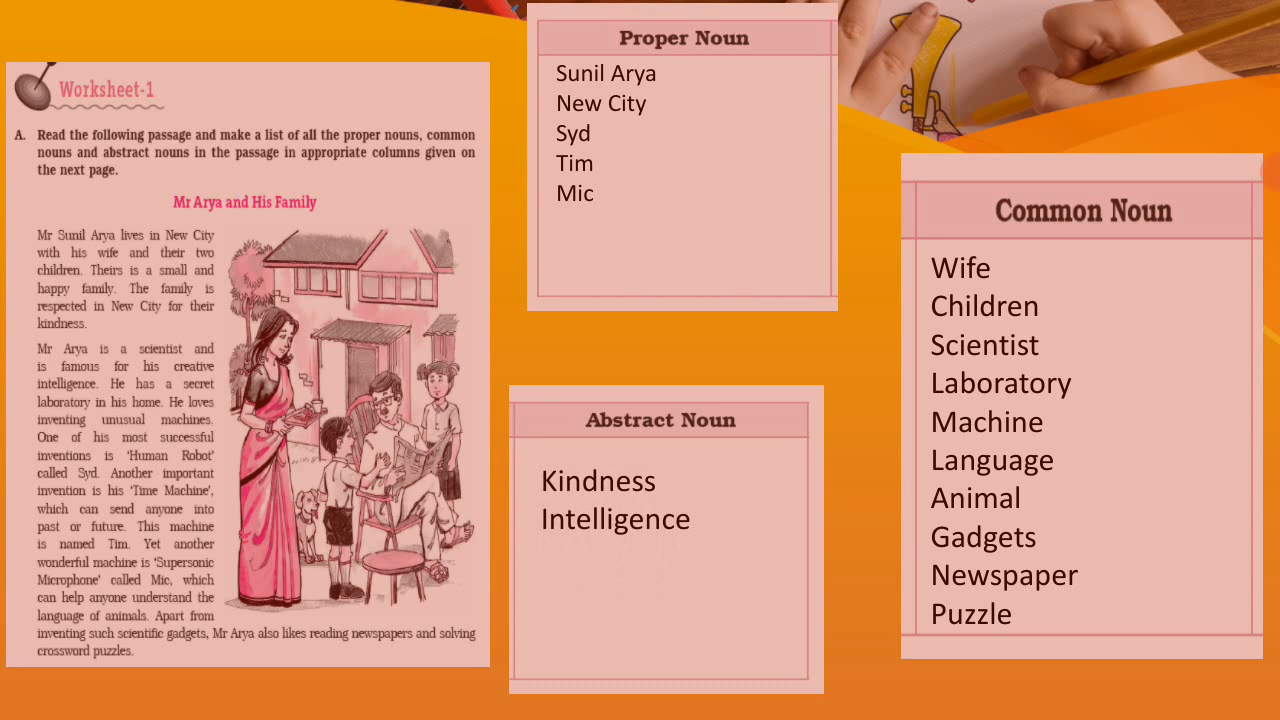 Worksheet-1
A. Read the following passage and make a list of all the proper nouns, common
nouns and abstract nouns in the passage in appropriate columns given on
the next page.
Mr Arya and His Family
Mr Sunil Arya lives in New City
with his wife and their two
children. Theirs is a small and
happy family. The family is
respected in New City for their
kindness.
Mr Arya is a scientist and
is famous for his creative
intelligence. He has a secret
laboratory in his home. He loves
inventing unusual machines.
One of his most successful
inventions is 'Human Robot'
called Syd. Another important
invention is his 'Time Machine',
which can send anyone into
past or future. This machine
is named Tim. Yet another
wonderful machine is 'Supersonic
Microphone' called Mic, which
can help anyone understand the
language of animals. Apart from
inventing such scientific gadgets, Mr Arya also likes reading newspapers and solving
crossword puzzles.
Proper Noun
Sunil Arya
New City
Syd
Tim
Mic
Abstract Noun
Kindness
Intelligence
Common Noun
Wife
Children
Scientist
Laboratory
Machine
Language
Animal
Gadgets
Newspaper
Puzzle